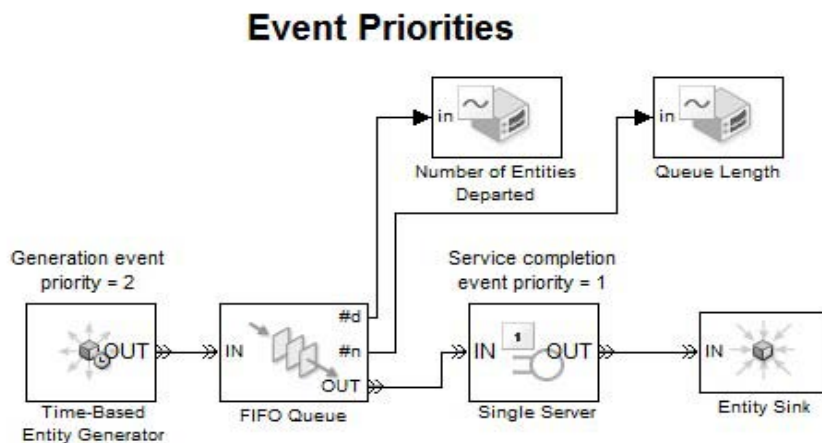 Event Priorities
in
Number of Entities
Departed
in
Queue Length
Generation event
priority = 2
OUT
Time-Based
Entity Generator
IN
#d
#n
OUT
FIFO Queue
Service completion
event priority = 1
IN
1
OUT
Single Server
IN
Entity Sink